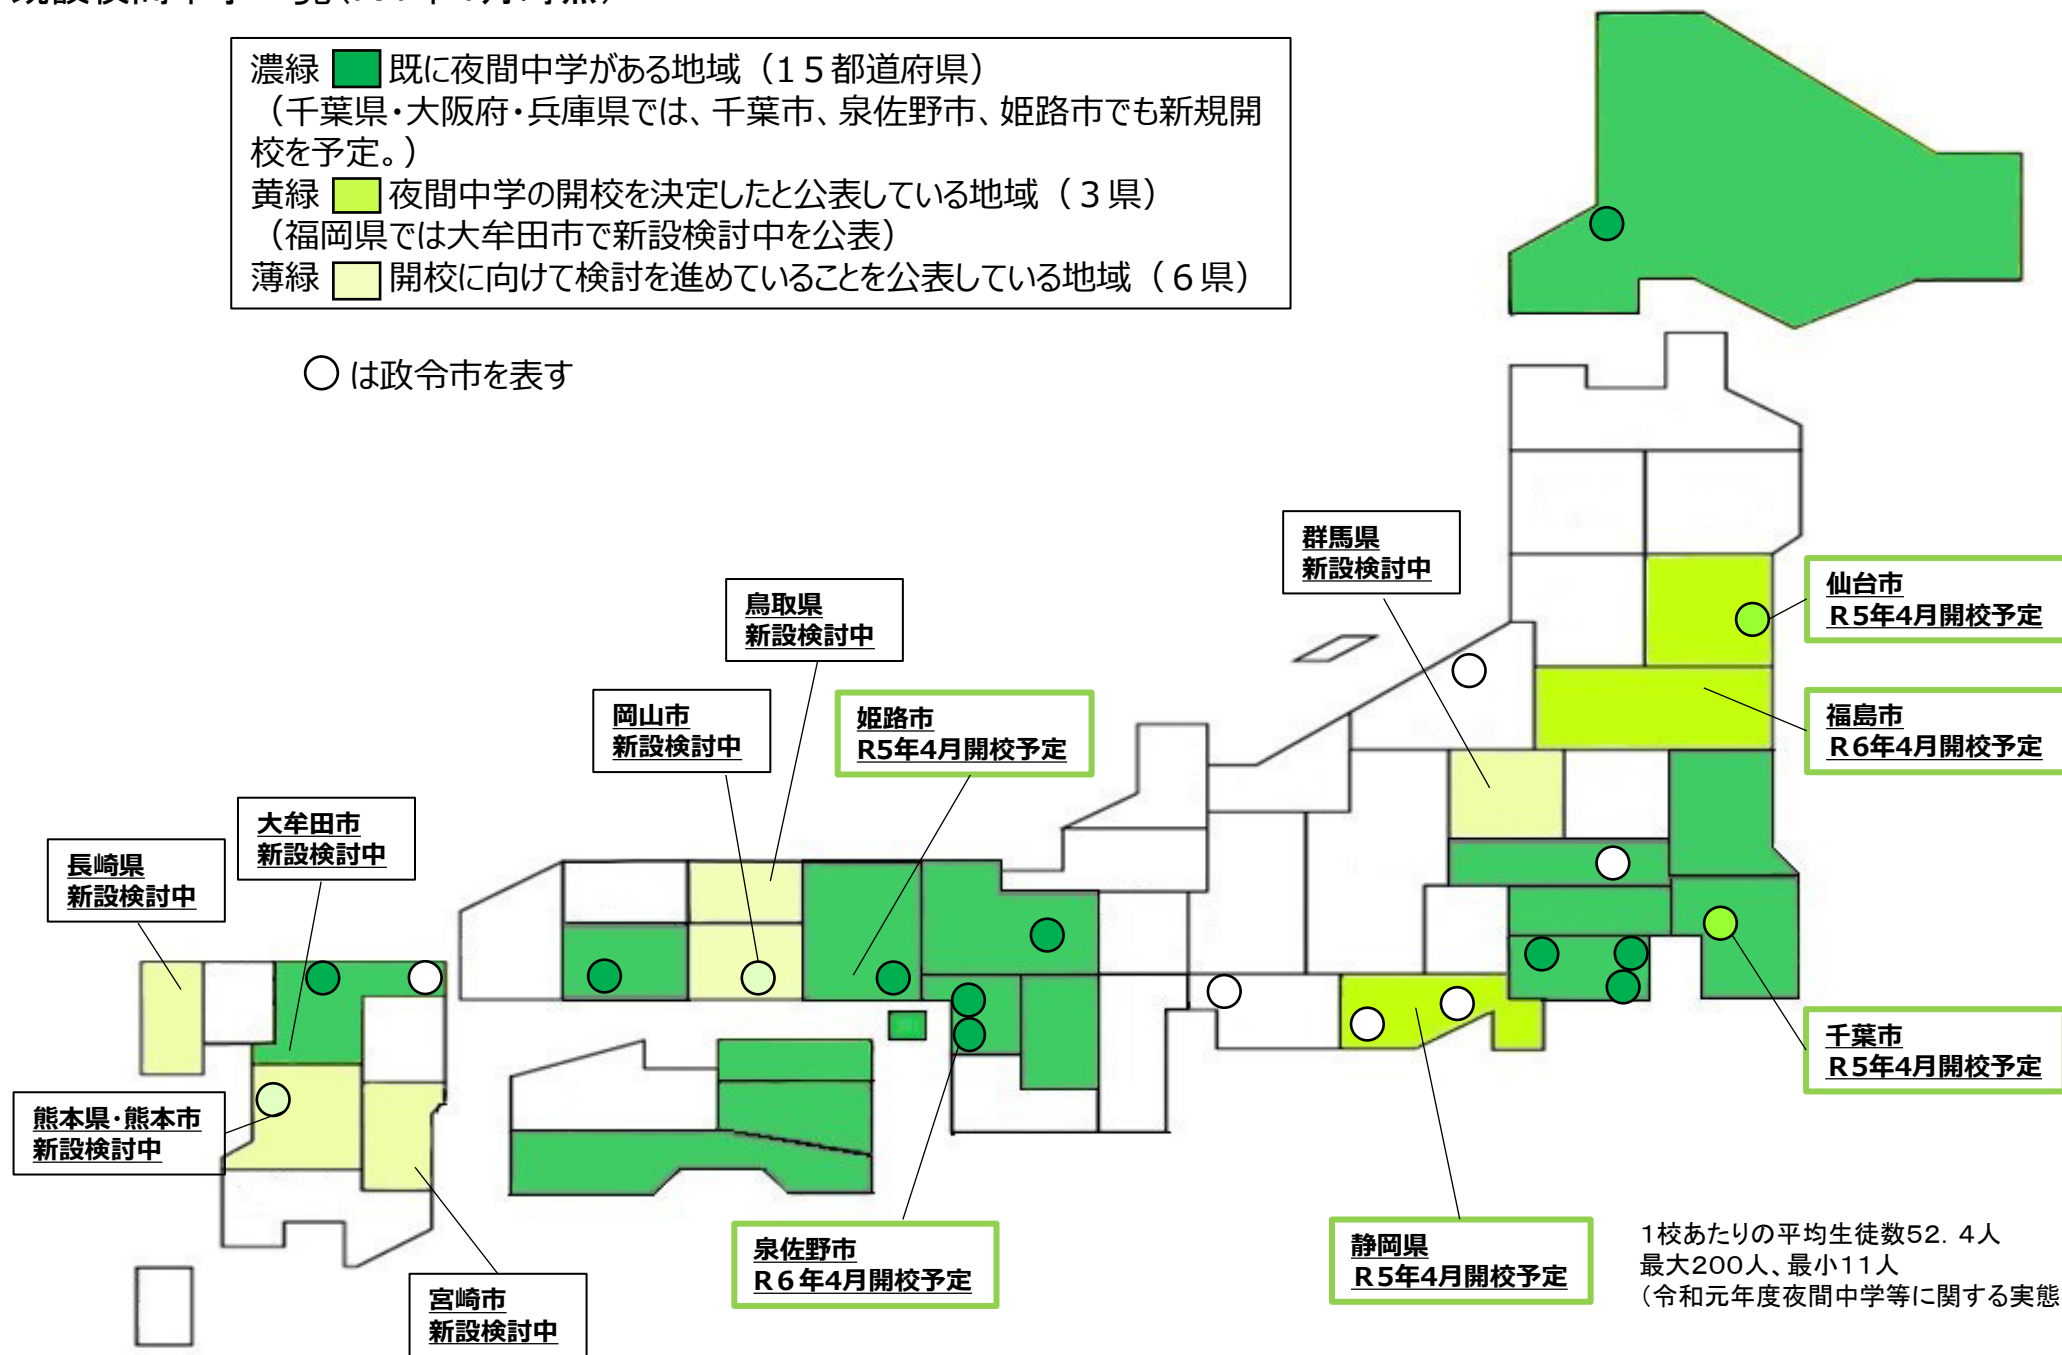 濃緑 既に夜間中学がある地域（１５都道府県）
（千葉県・大阪府・兵庫県では、千葉市、泉佐野市、姫路市でも新規開
校を予定。）
黄緑 夜間中学の開校を決定したと公表している地域（３県）
（福岡県では大牟田市で新設検討中を公表）
薄緑 開校に向けて検討を進めていることを公表している地域（６県）
は政令市を表す
群馬県
新設検討中
仙台市
R5年4月開校予定
鳥取県
新設検討中
岡山市
新設検討中
姫路市
R5年4月開校予定
福島市
R6年4月開校予定
大牟田市
新設検討中
長崎県
新設検討中
千葉市
R5年4月開校予定
熊本県・熊本市
新設検討中
泉佐野市
R６年4月開校予定
静岡県
R5年4月開校予定
宮崎市
新設検討中
1校あたりの平均生徒数52．4人
最大200人、最小11人
（令和元年度夜間中学等に関する実態